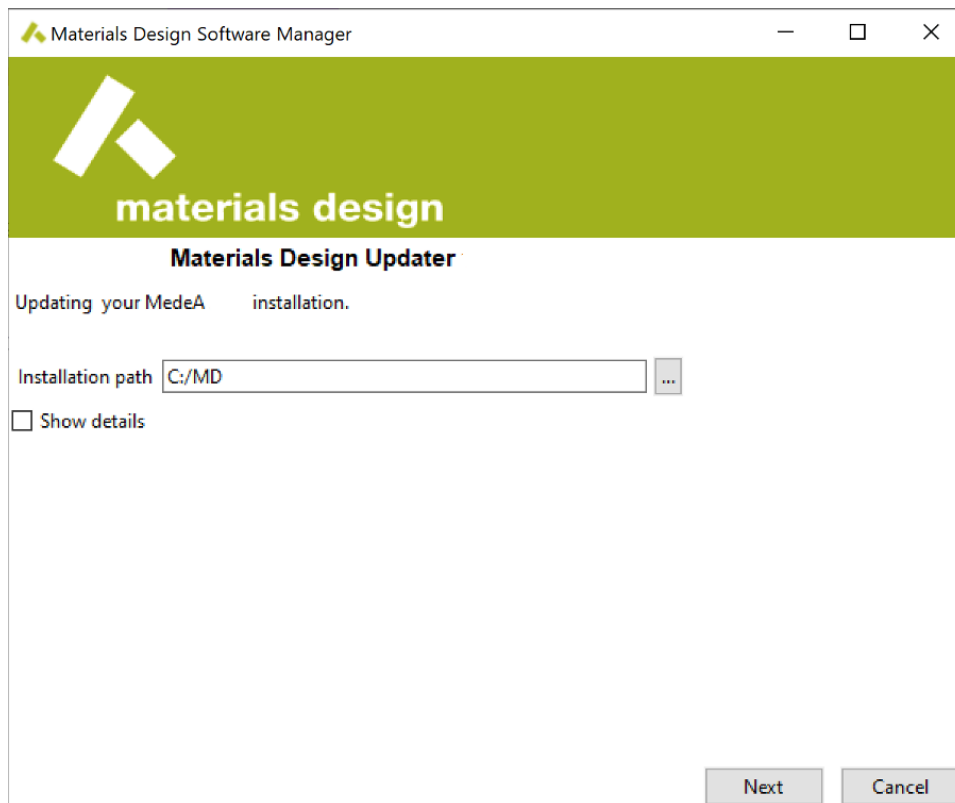 Materials Design Software Manager
materials design
Materials Design Updater
Updating your MedeA installation.
Installation path C:/MD ...
Show details
Next Cancel